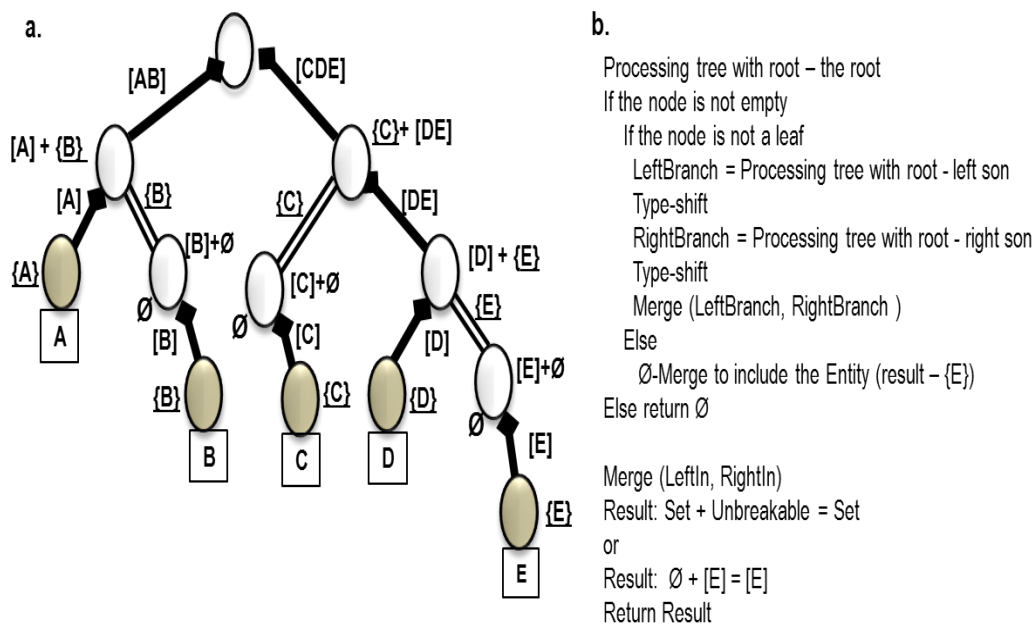 a.
[AB]
[CDE]
[A] + {B}
{C}+ [DE]
[A]
{B}
{C}
[DE]
{A}
[B]+Ø
[C]+Ø
[D] + {E}
{E}
A
Ø
[B]
Ø
[C]
[D]
[E]+Ø
{B}
{C}
{D}
Ø
B
C
D
[E]
{E}
E
b.
Processing tree with root – the root
If the node is not empty
If the node is not a leaf
LeftBranch = Processing tree with root - left son
Type-shift
RightBranch = Processing tree with root - right son
Type-shift
Merge (LeftBranch, RightBranch )
Else
Ø-Merge to include the Entity (result – {E})
Else return Ø
Merge (LeftIn, RightIn)
Result: Set + Unbreakable = Set
or
Result: Ø + [E] = [E]
Return Result